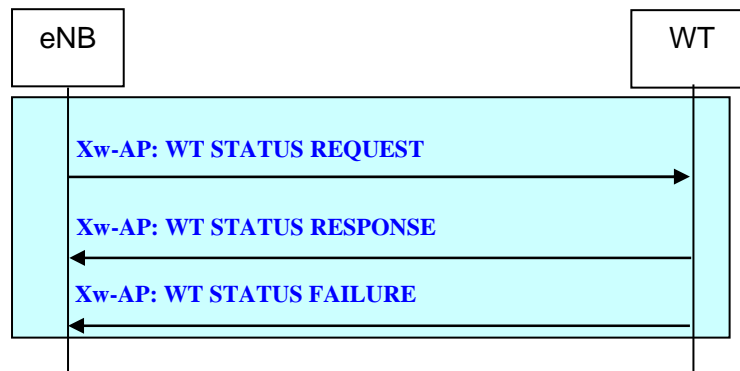 eNB
WT
Xw-AP: WT STATUS REQUEST
Xw-AP: WT STATUS RESPONSE
Xw-AP: WT STATUS FAILURE